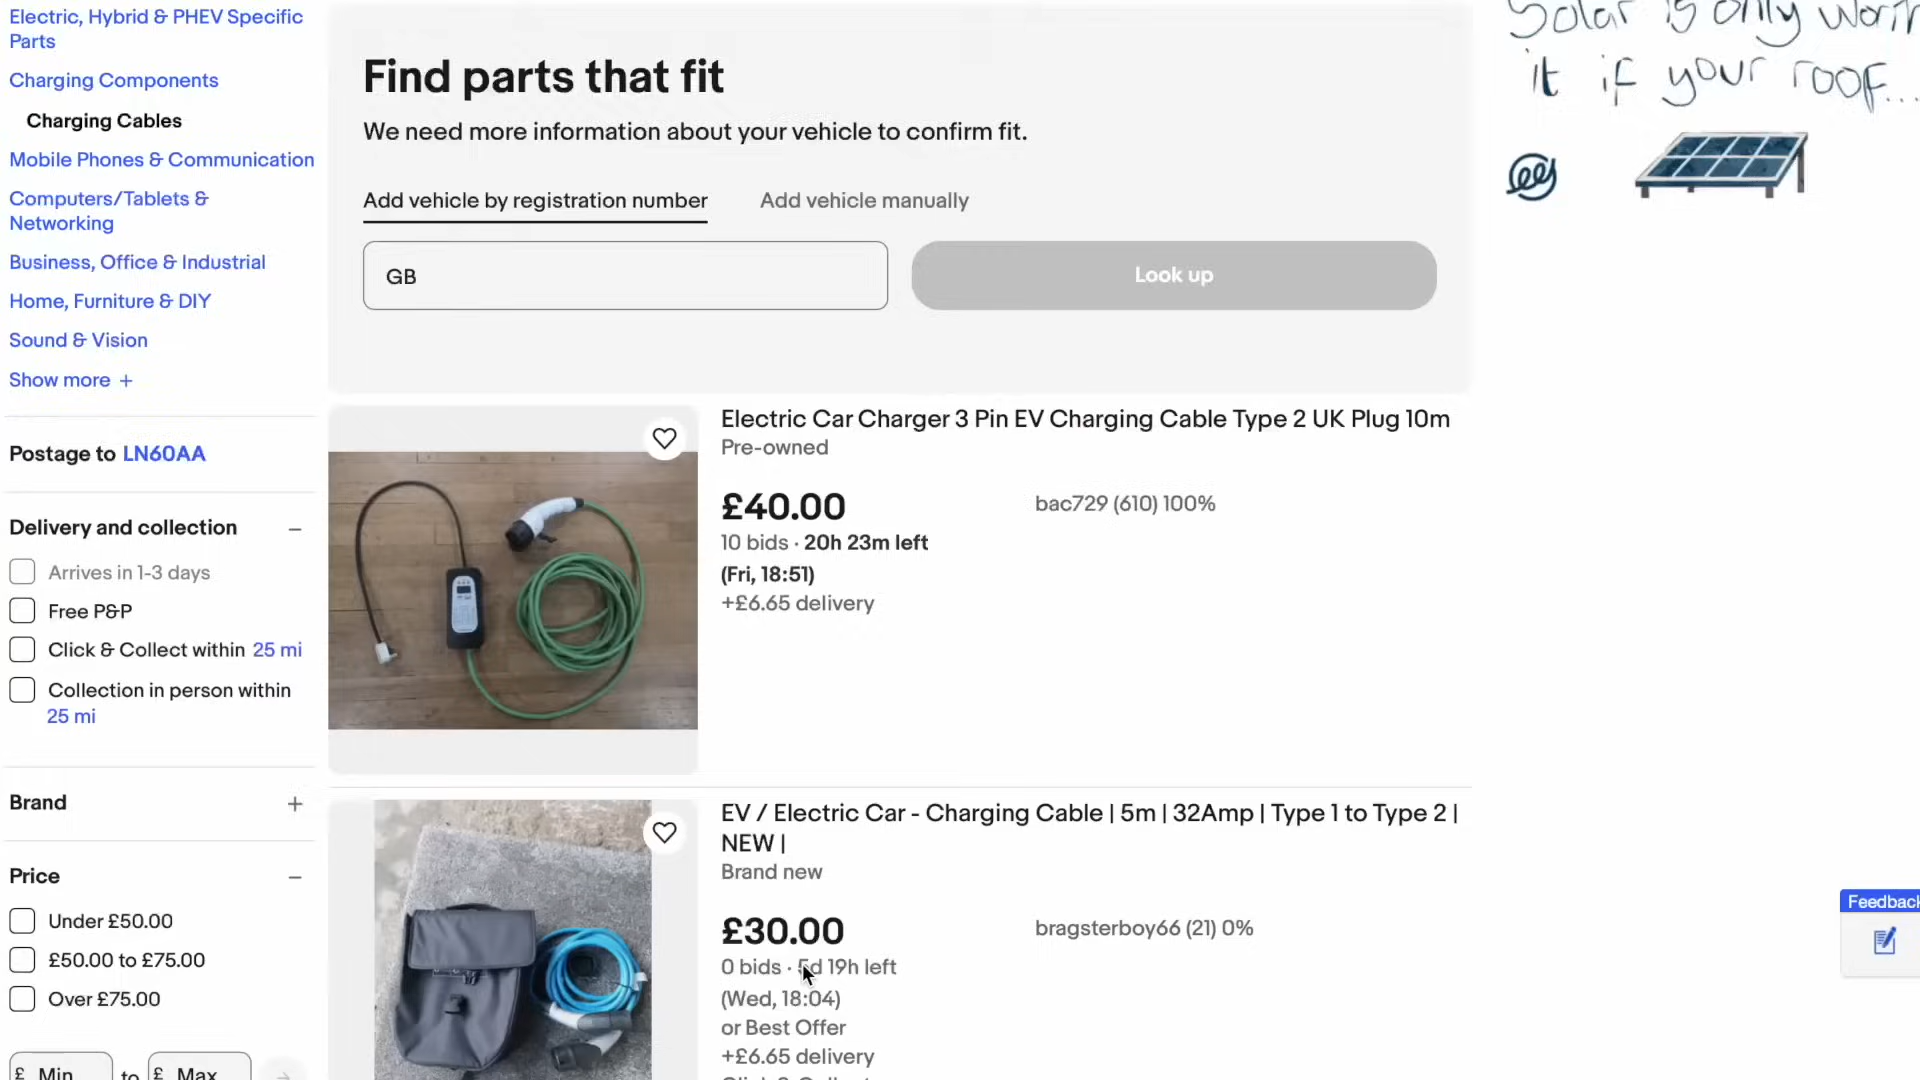 Electric, Hybrid & PHEV Specific
Parts
Charging Components
Charging Cables
Mobile Phones & Communication
Computers/Tablets &
Networking
Business, Office & Industrial
Home, Furniture & DIY
Sound & Vision
Show more +
Postage to LN60AA
Delivery and collection
Arrives in 1-3 days
Free P&P
Click & Collect within 25 mi
Collection in person within
25 mi
Brand
Price
Under £50.00
£50.00 to £75.00
Over £75.00
£ Min to £ Max
Find parts that fit
We need more information about your vehicle to confirm fit.
Add vehicle by registration number Add vehicle manually
GB Look up
Electric Car Charger 3 Pin EV Charging Cable Type 2 UK Plug 10m
Pre-owned
£40.00
bac729 (610) 100%
10 bids · 20h 23m left
(Fri, 18:51)
+£6.65 delivery
EV / Electric Car - Charging Cable | 5m | 32Amp | Type 1 to Type 2 |
NEW |
Brand new
£30.00
bragsterboy66 (21) 0%
0 bids · 5d 19h left
(Wed, 18:04)
or Best Offer
+£6.65 delivery
Solar is only
it if your roof...
Feedback